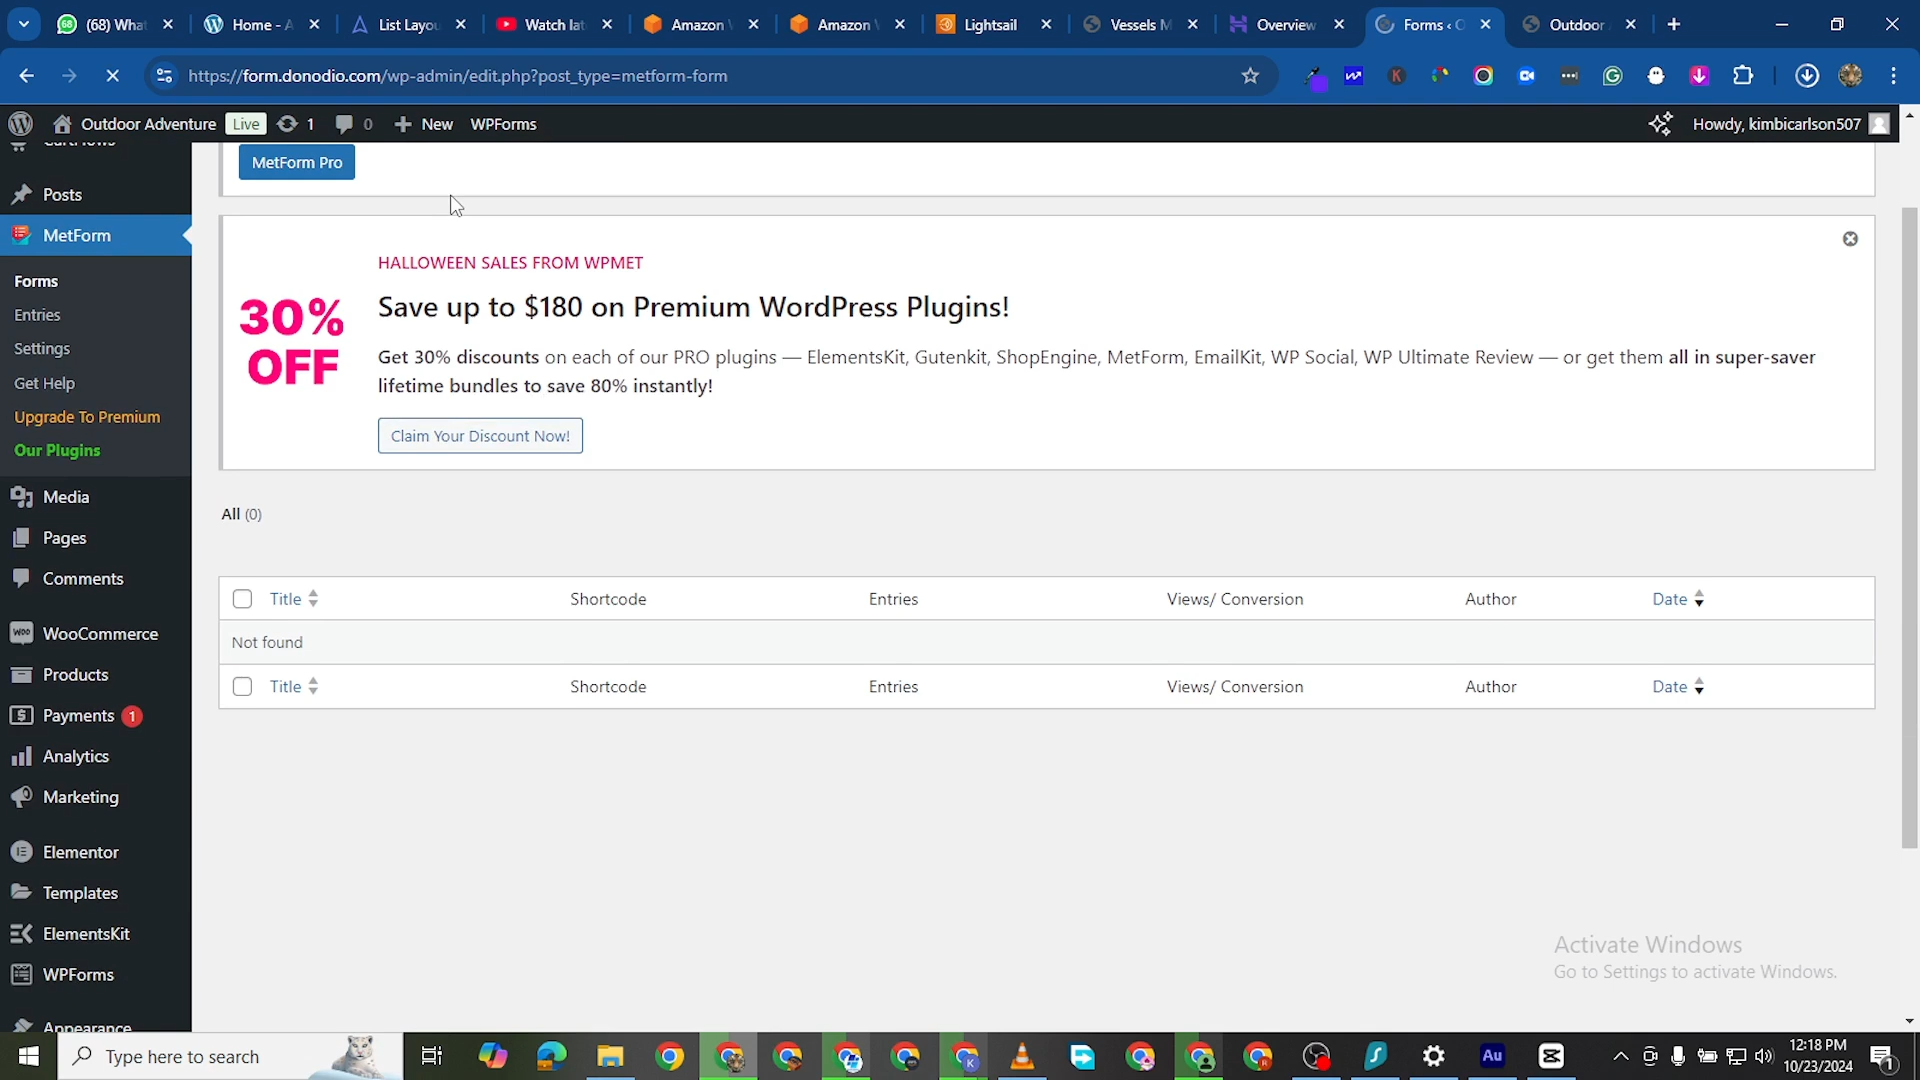 (68) What
Home - A
List Layou
Watch lat
Amazon V
Amazon V
Lightsail
Vessels M
Overview
Forms ‹ O
Outdoor
https://form.donodio.com/wp-admin/edit.php?post_type=metform-form
Outdoor Adventure Live 1 0 New WPForms
Howdy, kimbicarlson507
CartFlows
Posts
MetForm
Forms
Entries
Settings
Get Help
Upgrade To Premium
Our Plugins
Media
Pages
Comments
WooCommerce
Products
Payments 1
Analytics
Marketing
Elementor
Templates
ElementsKit
WPForms
Appearance
MetForm Pro
30%
OFF
HALLOWEEN SALES FROM WPMET
Save up to $180 on Premium WordPress Plugins!
Get 30% discounts on each of our PRO plugins — ElementsKit, Gutenkit, ShopEngine, MetForm, EmailKit, WP Social, WP Ultimate Review — or get them all in super-saver
lifetime bundles to save 80% instantly!
Claim Your Discount Now!
All (0)
Title Shortcode Entries Views/ Conversion Author Date
Not found
Title Shortcode Entries Views/ Conversion Author Date
Activate Windows
Go to Settings to activate Windows.
Type here to search
Au
12:18 PM
10/23/2024
1